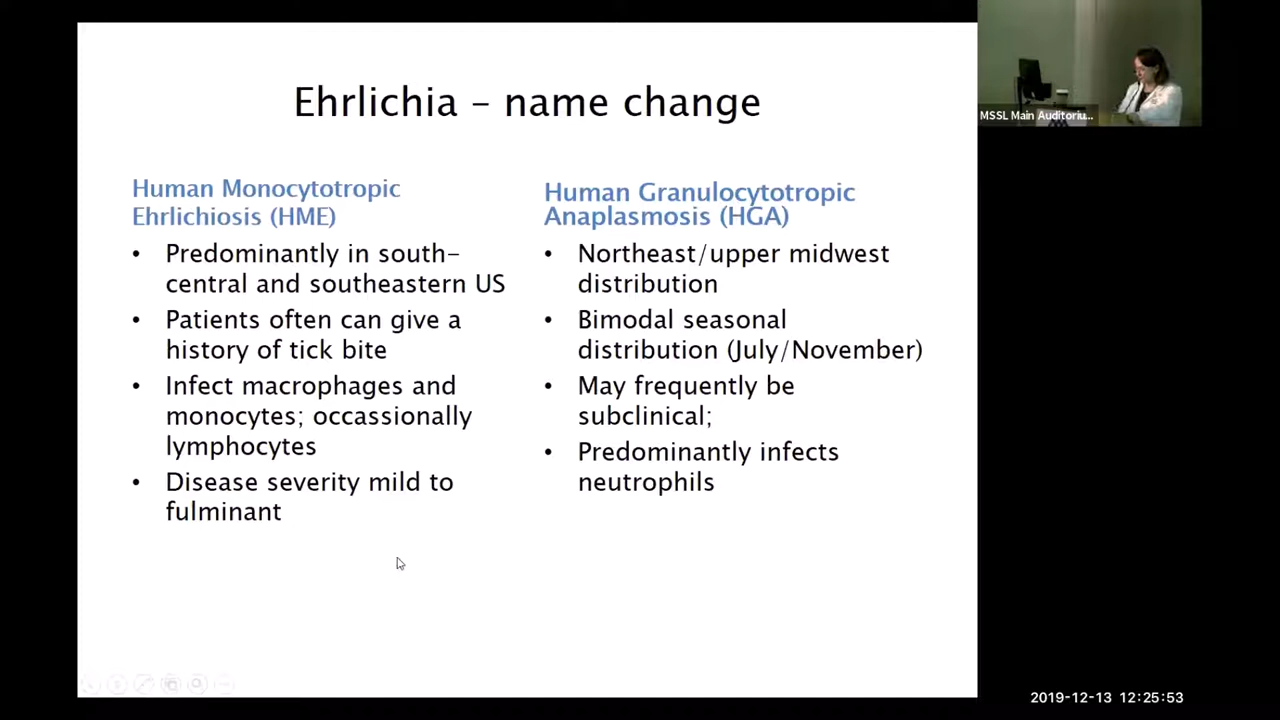 Ehrlichia – name change
Human Monocytotropic
Ehrlichiosis (HME)
• Predominantly in south-
central and southeastern US
• Patients often can give a
history of tick bite
• Infect macrophages and
monocytes; occassionally
lymphocytes
• Disease severity mild to
fulminant
Human Granulocytotropic
Anaplasmosis (HGA)
• Northeast/upper midwest
distribution
• Bimodal seasonal
distribution (July/November)
• May frequently be
subclinical;
• Predominantly infects
neutrophils
MSSL Main Auditoriu...
2019-12-13 12:25:53